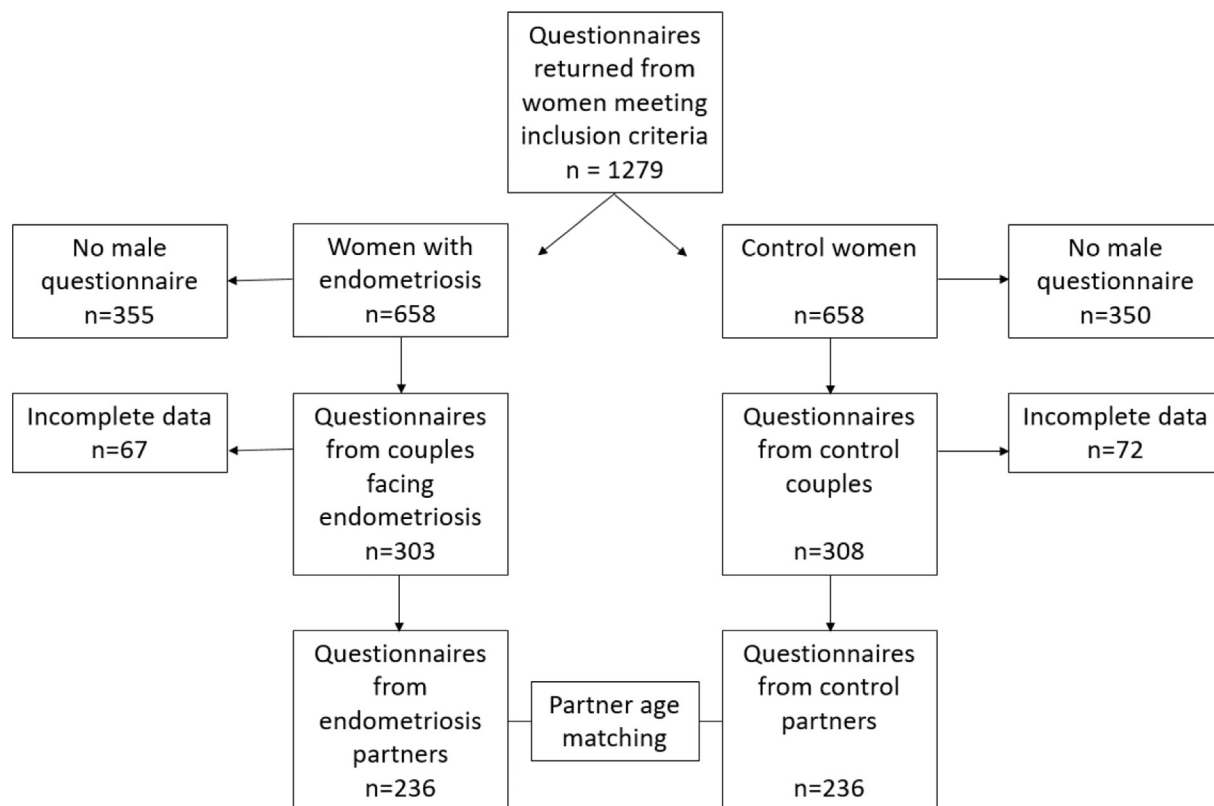 Questionnaires
returned from
women meeting
inclusion criteria
n = 1279
No male
questionnaire
n=355
Women with
endometriosis
n=658
Control women
n=658
No male
questionnaire
n=350
Incomplete data
n=67
Questionnaires
from couples
facing
endometriosis
n=303
Questionnaires
from control
couples
n=308
Incomplete data
n=72
Questionnaires
from
endometriosis
partners
n=236
Partner age
matching
Questionnaires
from control
partners
n=236